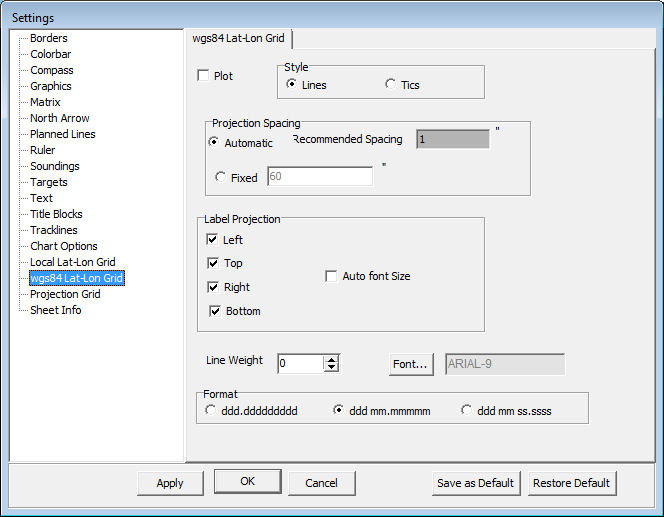 Settings
Borders
Colorbar
Compass
Graphics
Matrix
North Arrow
Planned Lines
Ruler
Soundings
Targets
Text
Title Blocks
Tracklines
Chart Options
Local Lat-Lon Grid
wgs84 Lat-Lon Grid
Projection Grid
Sheet Info
wgs84 Lat-Lon Grid
Plot
Style
Lines Tics
Projection Spacing
Automatic Recommended Spacing 1 "
Fixed 60 "
Label Projection
Left
Top
Right
Bottom
Auto font Size
Line Weight 0 Font... ARIAL-9
Format
ddd.ddddddddd ddd mm.mmmmm ddd mm ss.ssss
Apply OK Cancel Save as Default Restore Default